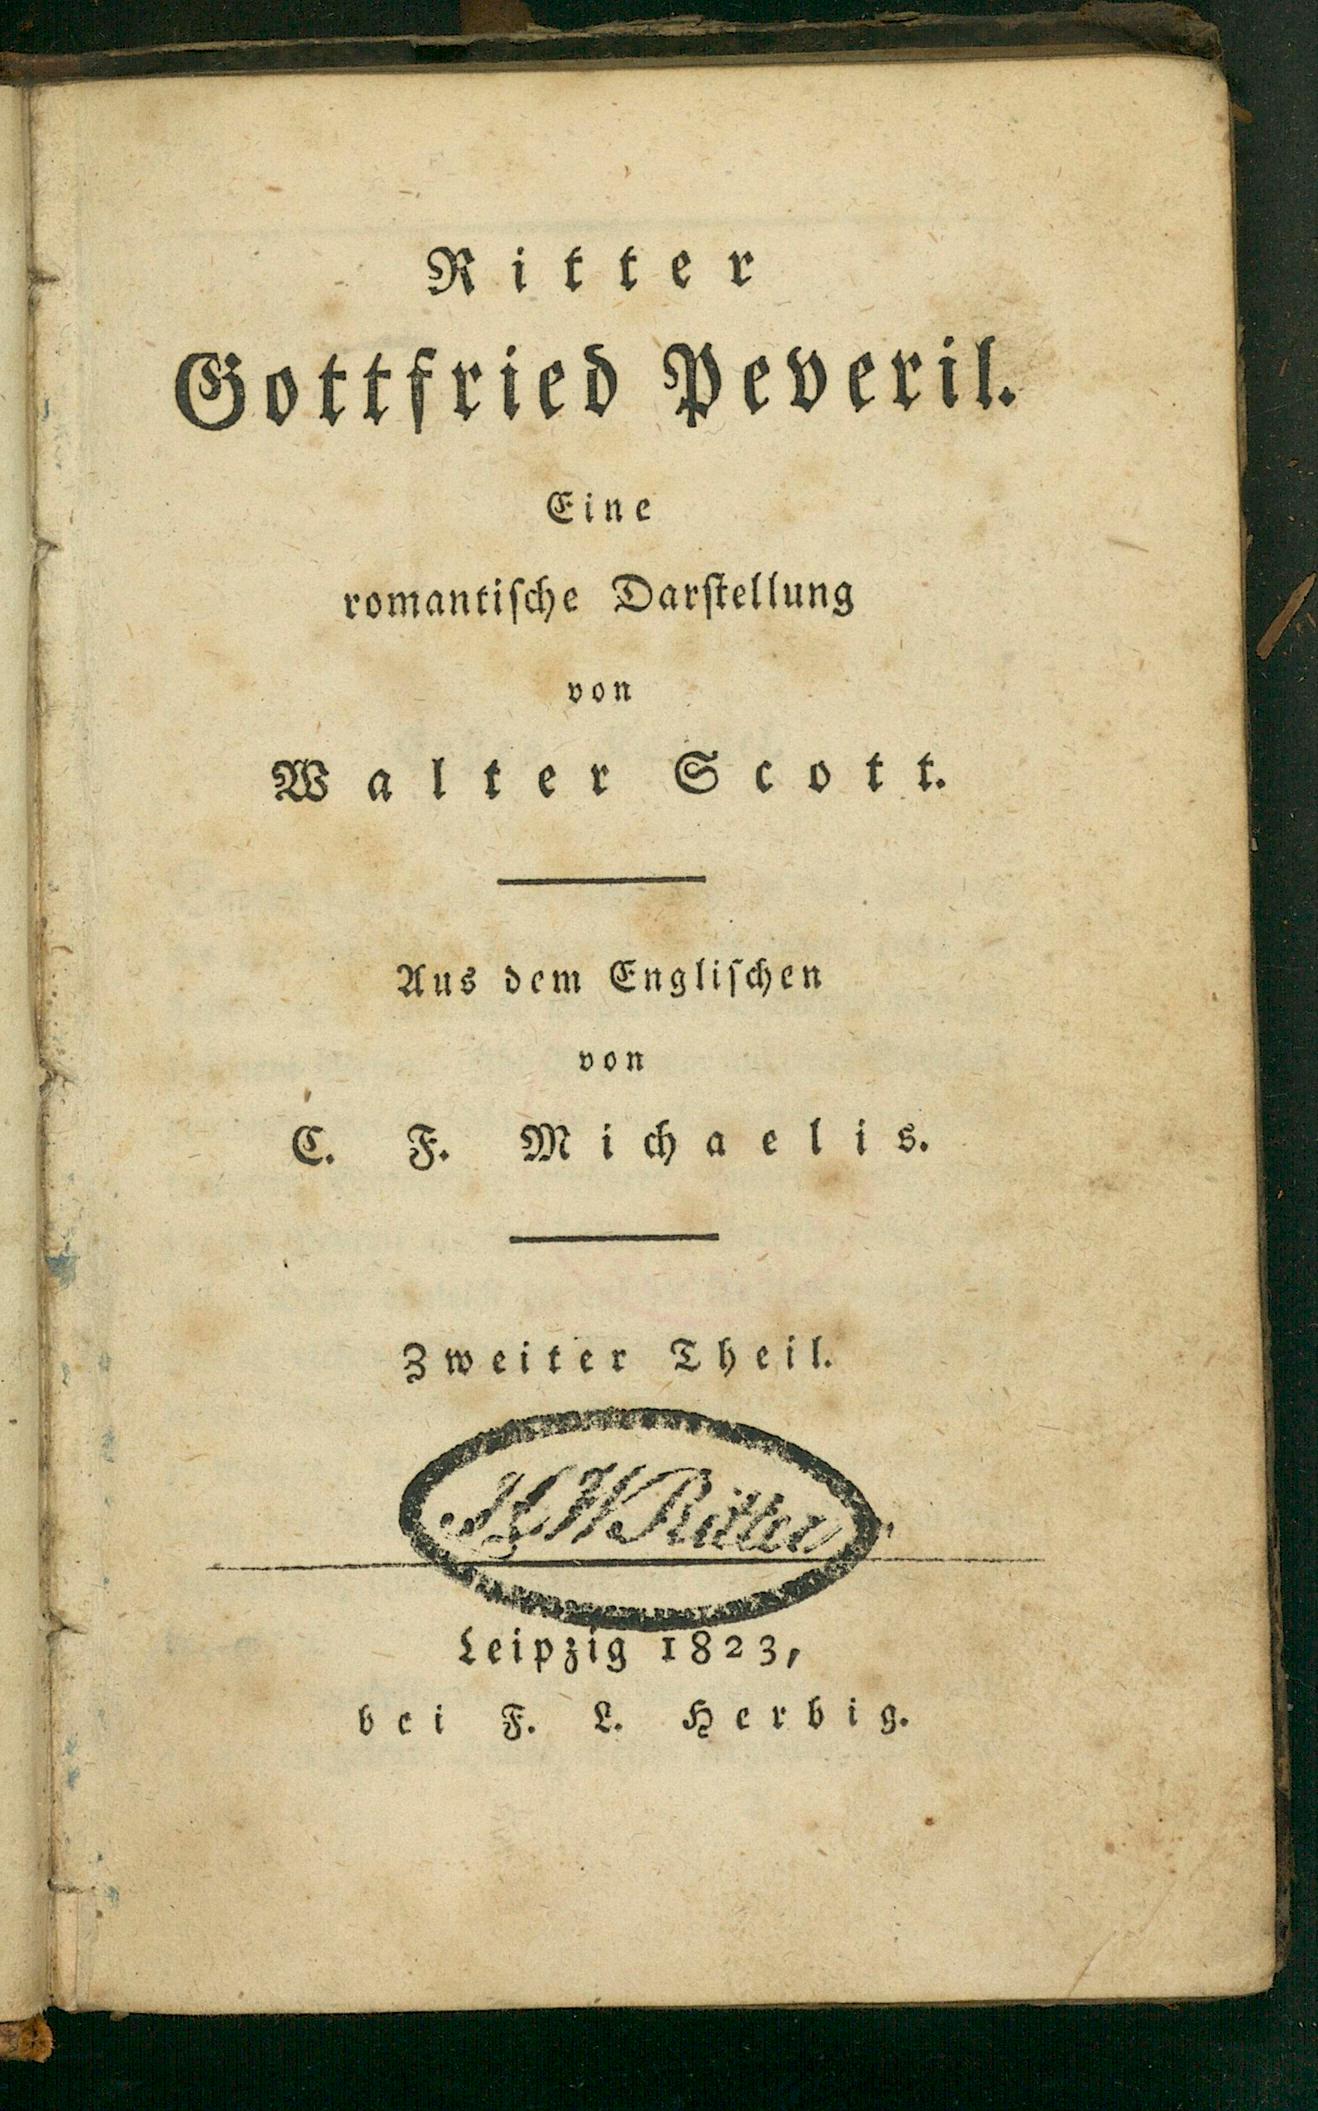 Ritter
Gottfried Peveril.
Eine
romantiſche Darſtellung
von
Walter Scott.
Aus dem Engliſchen
von
C. F. Michaelis.
Zweiter Theil.
H W Ritter
Leipzig 1823,
bei F. L. Herbig.